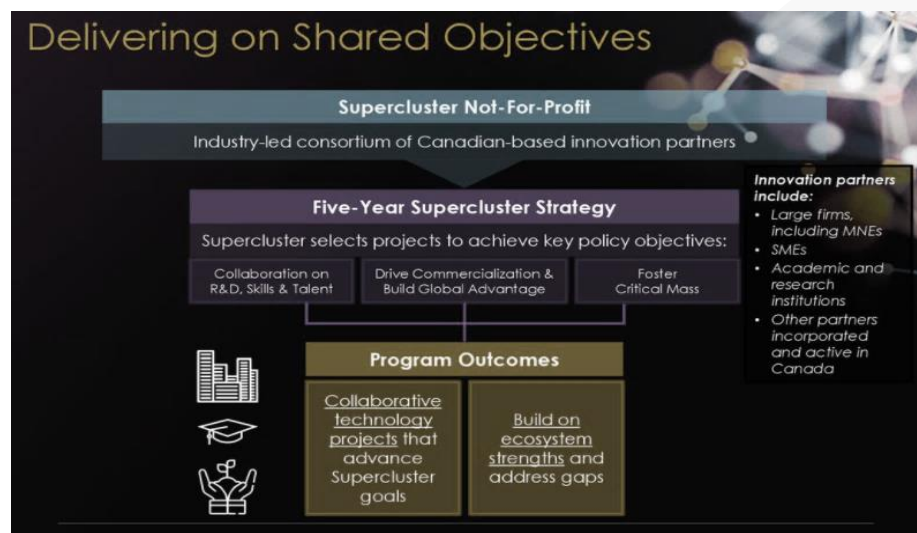 Delivering on Shared Objectives
Supercluster Not-For-Profit
Industry-led consortium of Canadian-based innovation partners
Five-Year Supercluster Strategy
Supercluster selects projects to achieve key policy objectives:
Collaboration on
R&D, Skills & Talent
Drive Commercialization &
Build Global Advantage
Foster
Critical Mass
Innovation partners
include:
• Large firms,
including MNEs
• SMEs
• Academic and
research
institutions
• Other partners
incorporated
and active in
Canada
Program Outcomes
Collaborative
technology
projects that
advance
Supercluster
goals
Build on
ecosystem
strengths and
address gaps